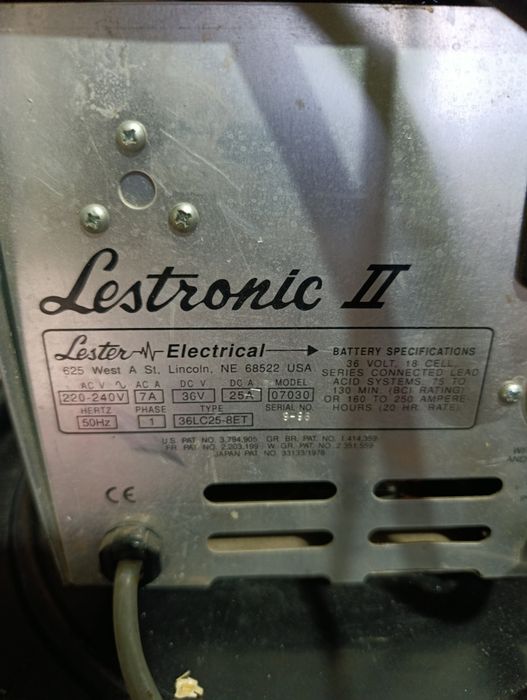 Lestronic II
Lester Electrical
625 West A St. Lincoln, NE 68522 USA
AC V AC A DC V DC A MODEL
220-240V 7A 36V 25A 07030
HERTZ PHASE TYPE SERIAL NO.
50Hz 1 36LC25-8ET 9-98
BATTERY SPECIFICATIONS
36 VOLT, 18 CELL,
SERIES CONNECTED LEAD
ACID SYSTEMS 75 TO
130 MIN. (BCI RATING)
OR 160 TO 250 AMPERE-
HOURS (20 HR. RATE)
U.S. PAT NO. 3,794,905 GR. BR. PAT NO. 1,414,359
FR. PAT NO. 2,203,199 W. GR. PAT NO. 2,351,559
JAPAN PAT NO. 33133/1978
CE